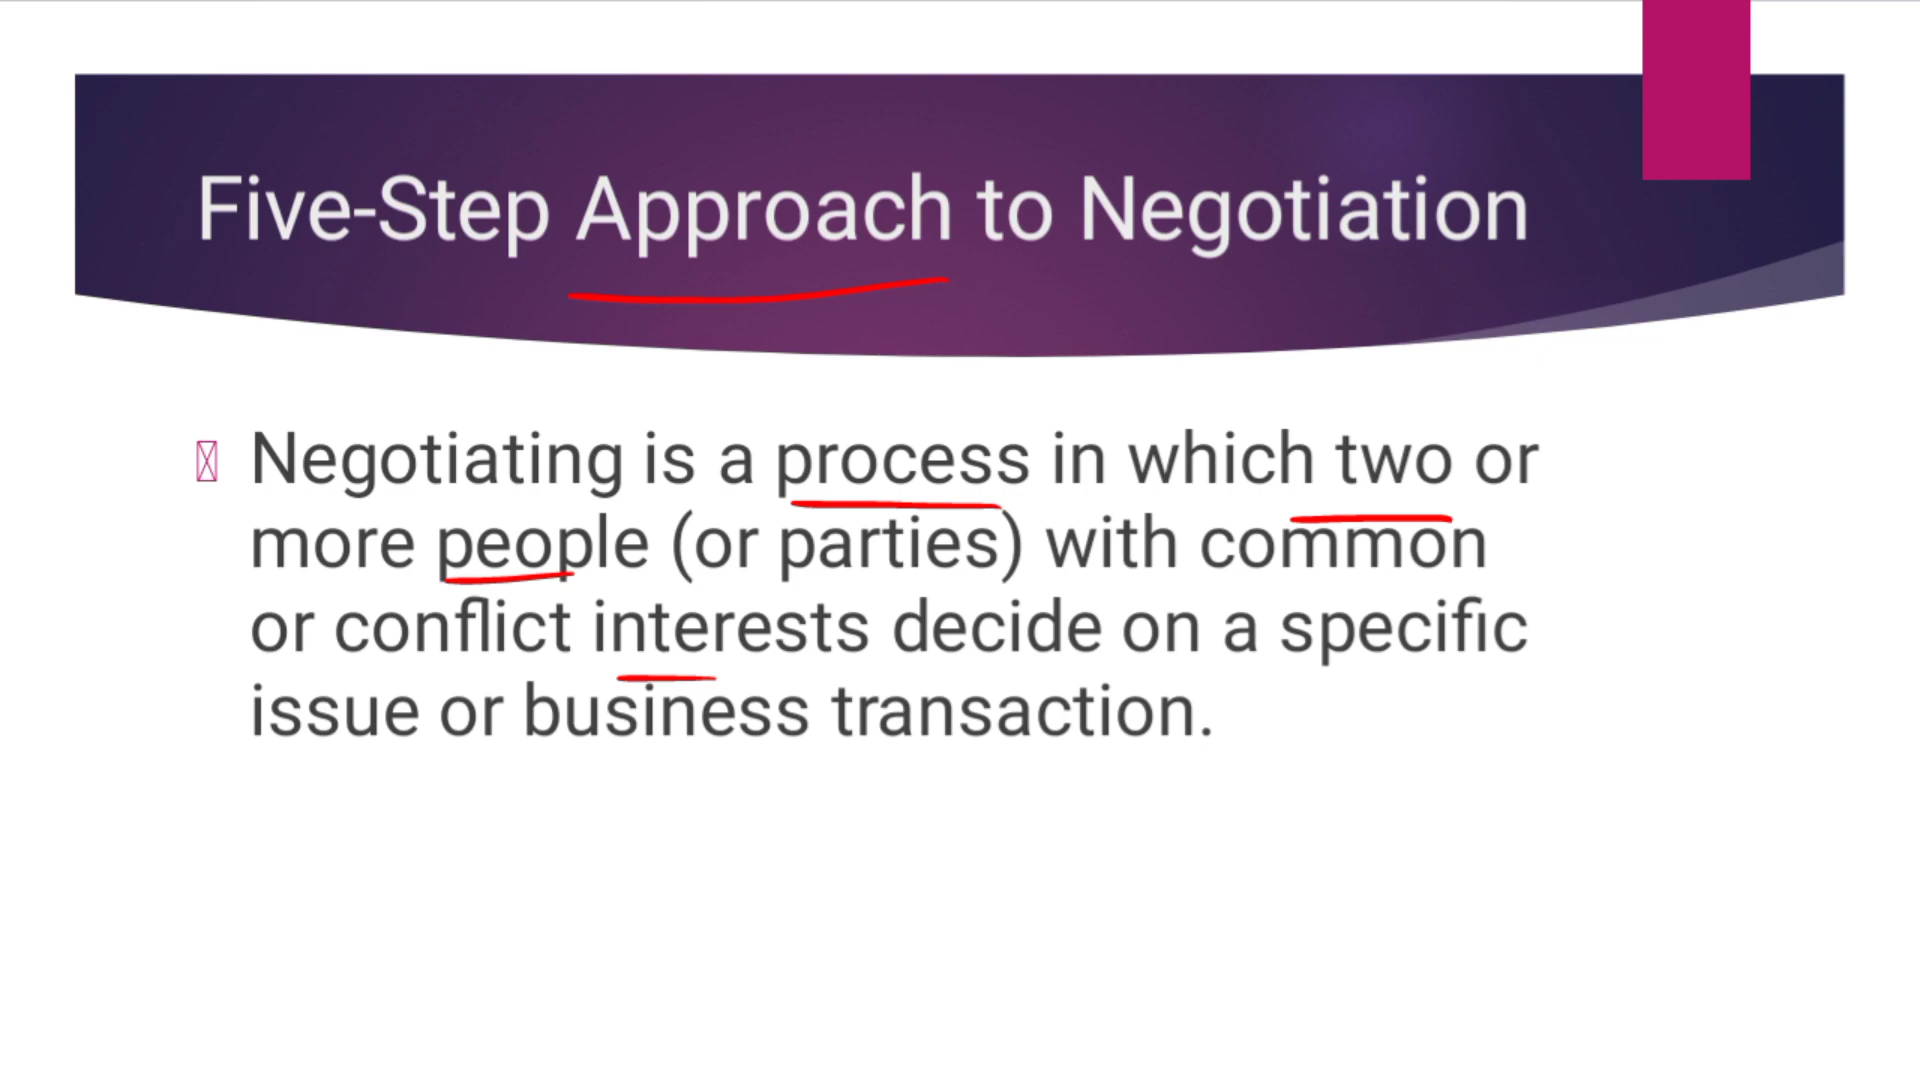 Five-Step Approach to Negotiation
Negotiating is a process in which two or
more people (or parties) with common
or conflict interests decide on a specific
issue or business transaction.